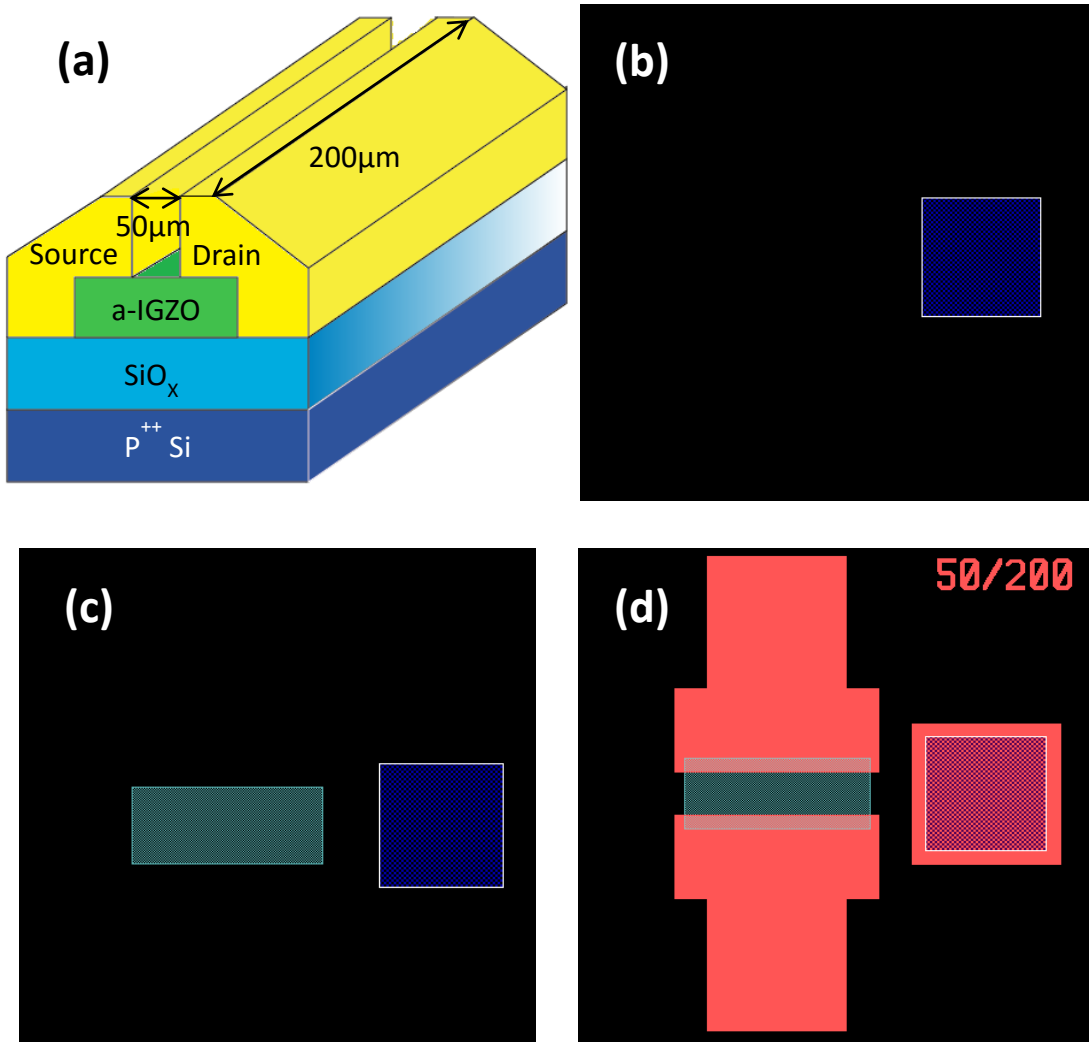 (a)
200μm
50μm
Source
Drain
a-IGZO
SiOx
P++ Si
(b)
(c)
(d)
50/200